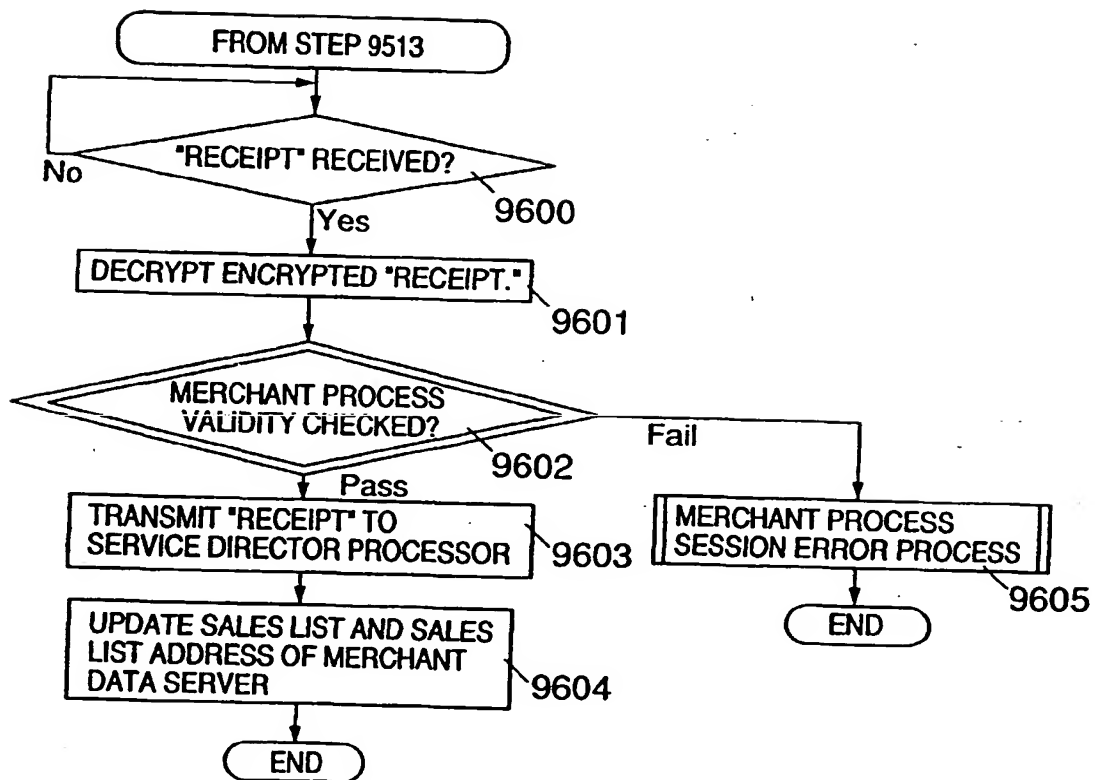 FROM STEP 9513
"RECEIPT" RECEIVED?
No
9600
Yes
DECRYPT ENCRYPTED "RECEIPT."
9601
MERCHANT PROCESS
VALIDITY CHECKED?
Fail
9602
Pass
TRANSMIT "RECEIPT" TO
SERVICE DIRECTOR PROCESSOR
9603
MERCHANT PROCESS
SESSION ERROR PROCESS
9605
UPDATE SALES LIST AND SALES
LIST ADDRESS OF MERCHANT
DATA SERVER
9604
END
END